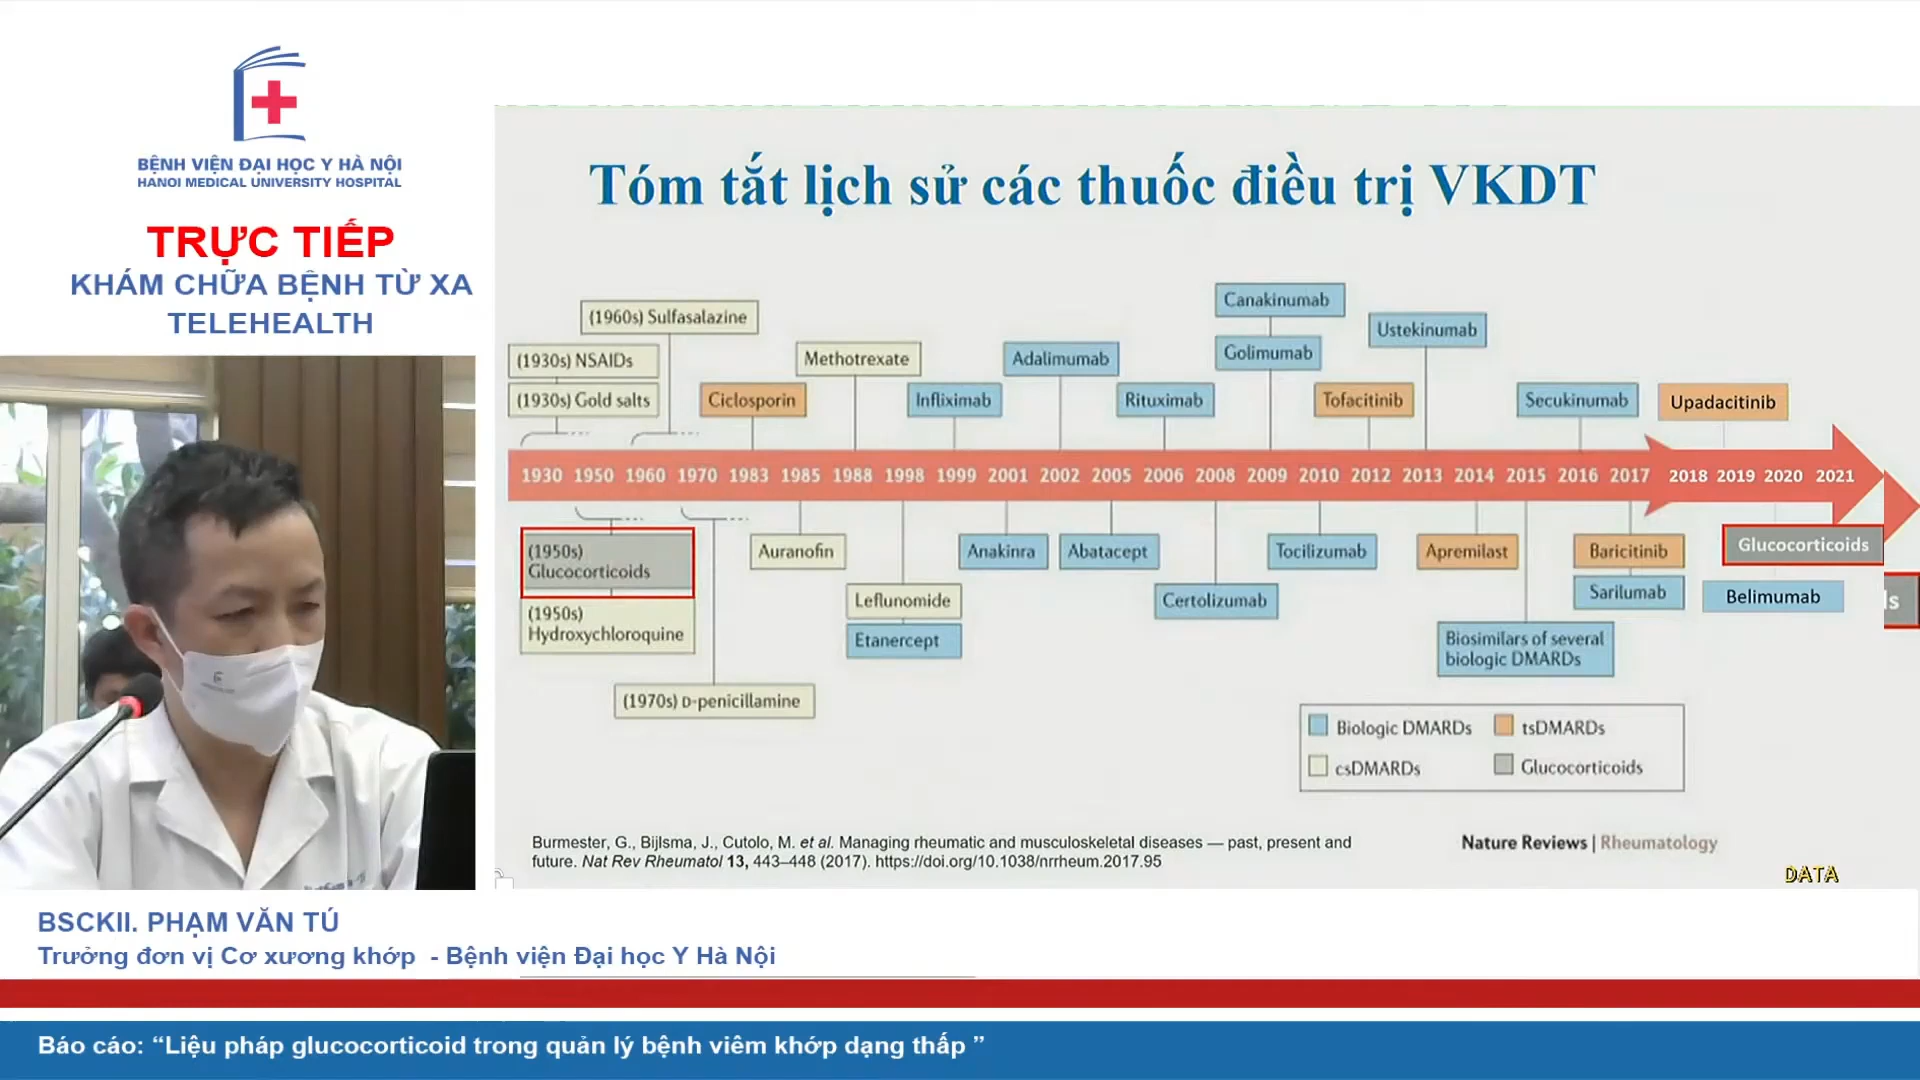 BỆNH VIỆN ĐẠI HỌC Y HÀ NỘI
HANOI MEDICAL UNIVERSITY HOSPITAL
TRỰC TIẾP
KHÁM CHỮA BỆNH TỪ XA
TELEHEALTH
Tóm tắt lịch sử các thuốc điều trị VKDT
Canakinumab
(1960s) Sulfasalazine
Ustekinumab
(1930s) NSAIDs
Methotrexate
Adalimumab
Golimumab
(1930s) Gold salts
Ciclosporin
Infliximab
Rituximab
Tofacitinib
Secukinumab
Upadacitinib
1930 1950 1960 1970 1983 1985 1988 1998 1999 2001 2002 2005 2006 2008 2009 2010 2012 2013 2014 2015 2016 2017 2018 2019 2020 2021
(1950s)
Glucocorticoids
Auranofin
Anakinra
Abatacept
Tocilizumab
Apremilast
Baricitinib
Glucocorticoids
(1950s)
Hydroxychloroquine
Leflunomide
Certolizumab
Sarilumab
Belimumab
ls
Etanercept
Biosimilars of several
biologic DMARDs
(1970s) D-penicillamine
Biologic DMARDs
tsDMARDs
csDMARDs
Glucocorticoids
Burmester, G., Bijlsma, J., Cutolo, M. et al. Managing rheumatic and musculoskeletal diseases — past, present and
future. Nat Rev Rheumatol 13, 443–448 (2017). https://doi.org/10.1038/nrrheum.2017.95
Nature Reviews | Rheumatology
DATA
BSCKII. PHẠM VĂN TÚ
Trưởng đơn vị Cơ xương khớp - Bệnh viện Đại học Y Hà Nội
Báo cáo: “Liệu pháp glucocorticoid trong quản lý bệnh viêm khớp dạng thấp ”